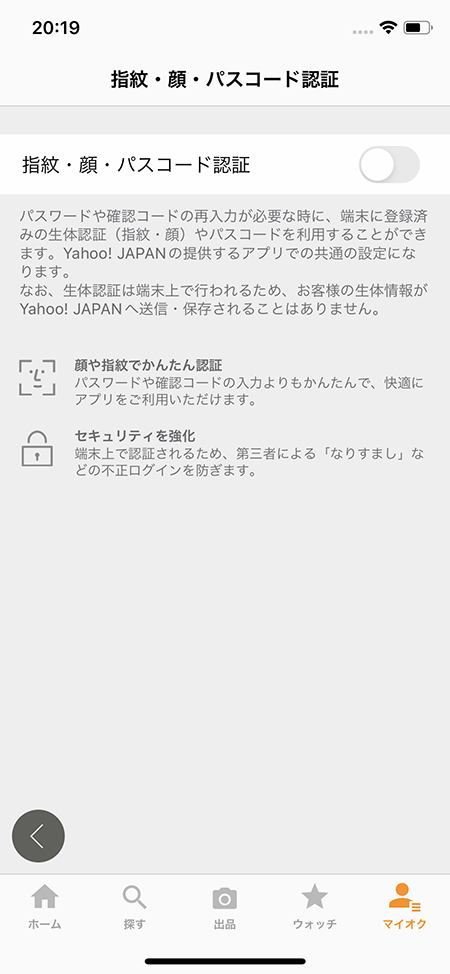 20:19
指紋・顔・パスコード認証
指紋・顔・パスコード認証
パスワードや確認コードの再入力が必要な時に、端末に登録済
みの生体認証（指紋・顔）やパスコードを利用することができ
ます。Yahoo! JAPANの提供するアプリでの共通の設定にな
ります。
なお、生体認証は端末上で行われるため、お客様の生体情報が
Yahoo! JAPANへ送信・保存されることはありません。
顔や指紋でかんたん認証
パスワードや確認コードの入力よりもかんたんで、快適に
アプリをご利用いただけます。
セキュリティを強化
端末上で認証されるため、第三者による「なりすまし」な
どの不正ログインを防ぎます。
ホーム
探す
出品
ウォッチ
マイオク